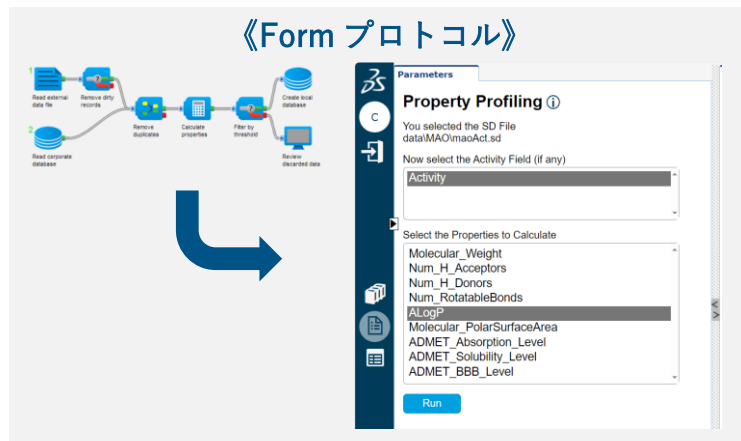 《Form プロトコル》
1
Read external
data file
Remove dirty
records
Create local
database
Remove
duplicates
Calculate
properties
Filter by
threshold
2
Read corporate
database
Review
discarded data
C
Parameters
Property Profiling
You selected the SD File
data\MAO\maoAct.sd
Now select the Activity Field (if any)
Activity
Select the Properties to Calculate
Molecular_Weight
Num_H_Acceptors
Num_H_Donors
Num_RotatableBonds
ALogP
Molecular_PolarSurfaceArea
ADMET_Absorption_Level
ADMET_Solubility_Level
ADMET_BBB_Level
Run